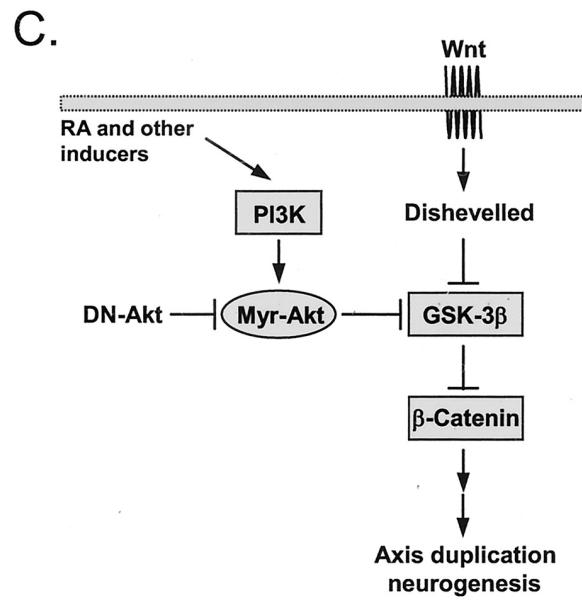 C.
Wnt
RA and other
inducers
PI3K
Dishevelled
DN-Akt
Myr-Akt
GSK-3β
β-Catenin
Axis duplication
neurogenesis